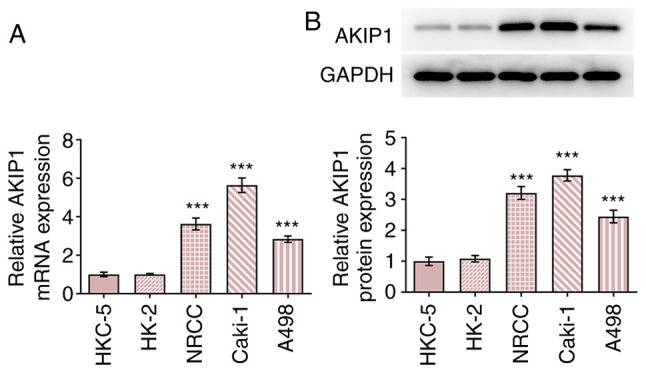 A
Relative AKIP1
mRNA expression
8
6
4
2
0
***
***
***
HKC-5
HK-2
NRCC
Caki-1
A498
B
AKIP1
GAPDH
Relative AKIP1
protein expression
5
4
3
2
1
0
***
***
***
HKC-5
HK-2
NRCC
Caki-1
A498